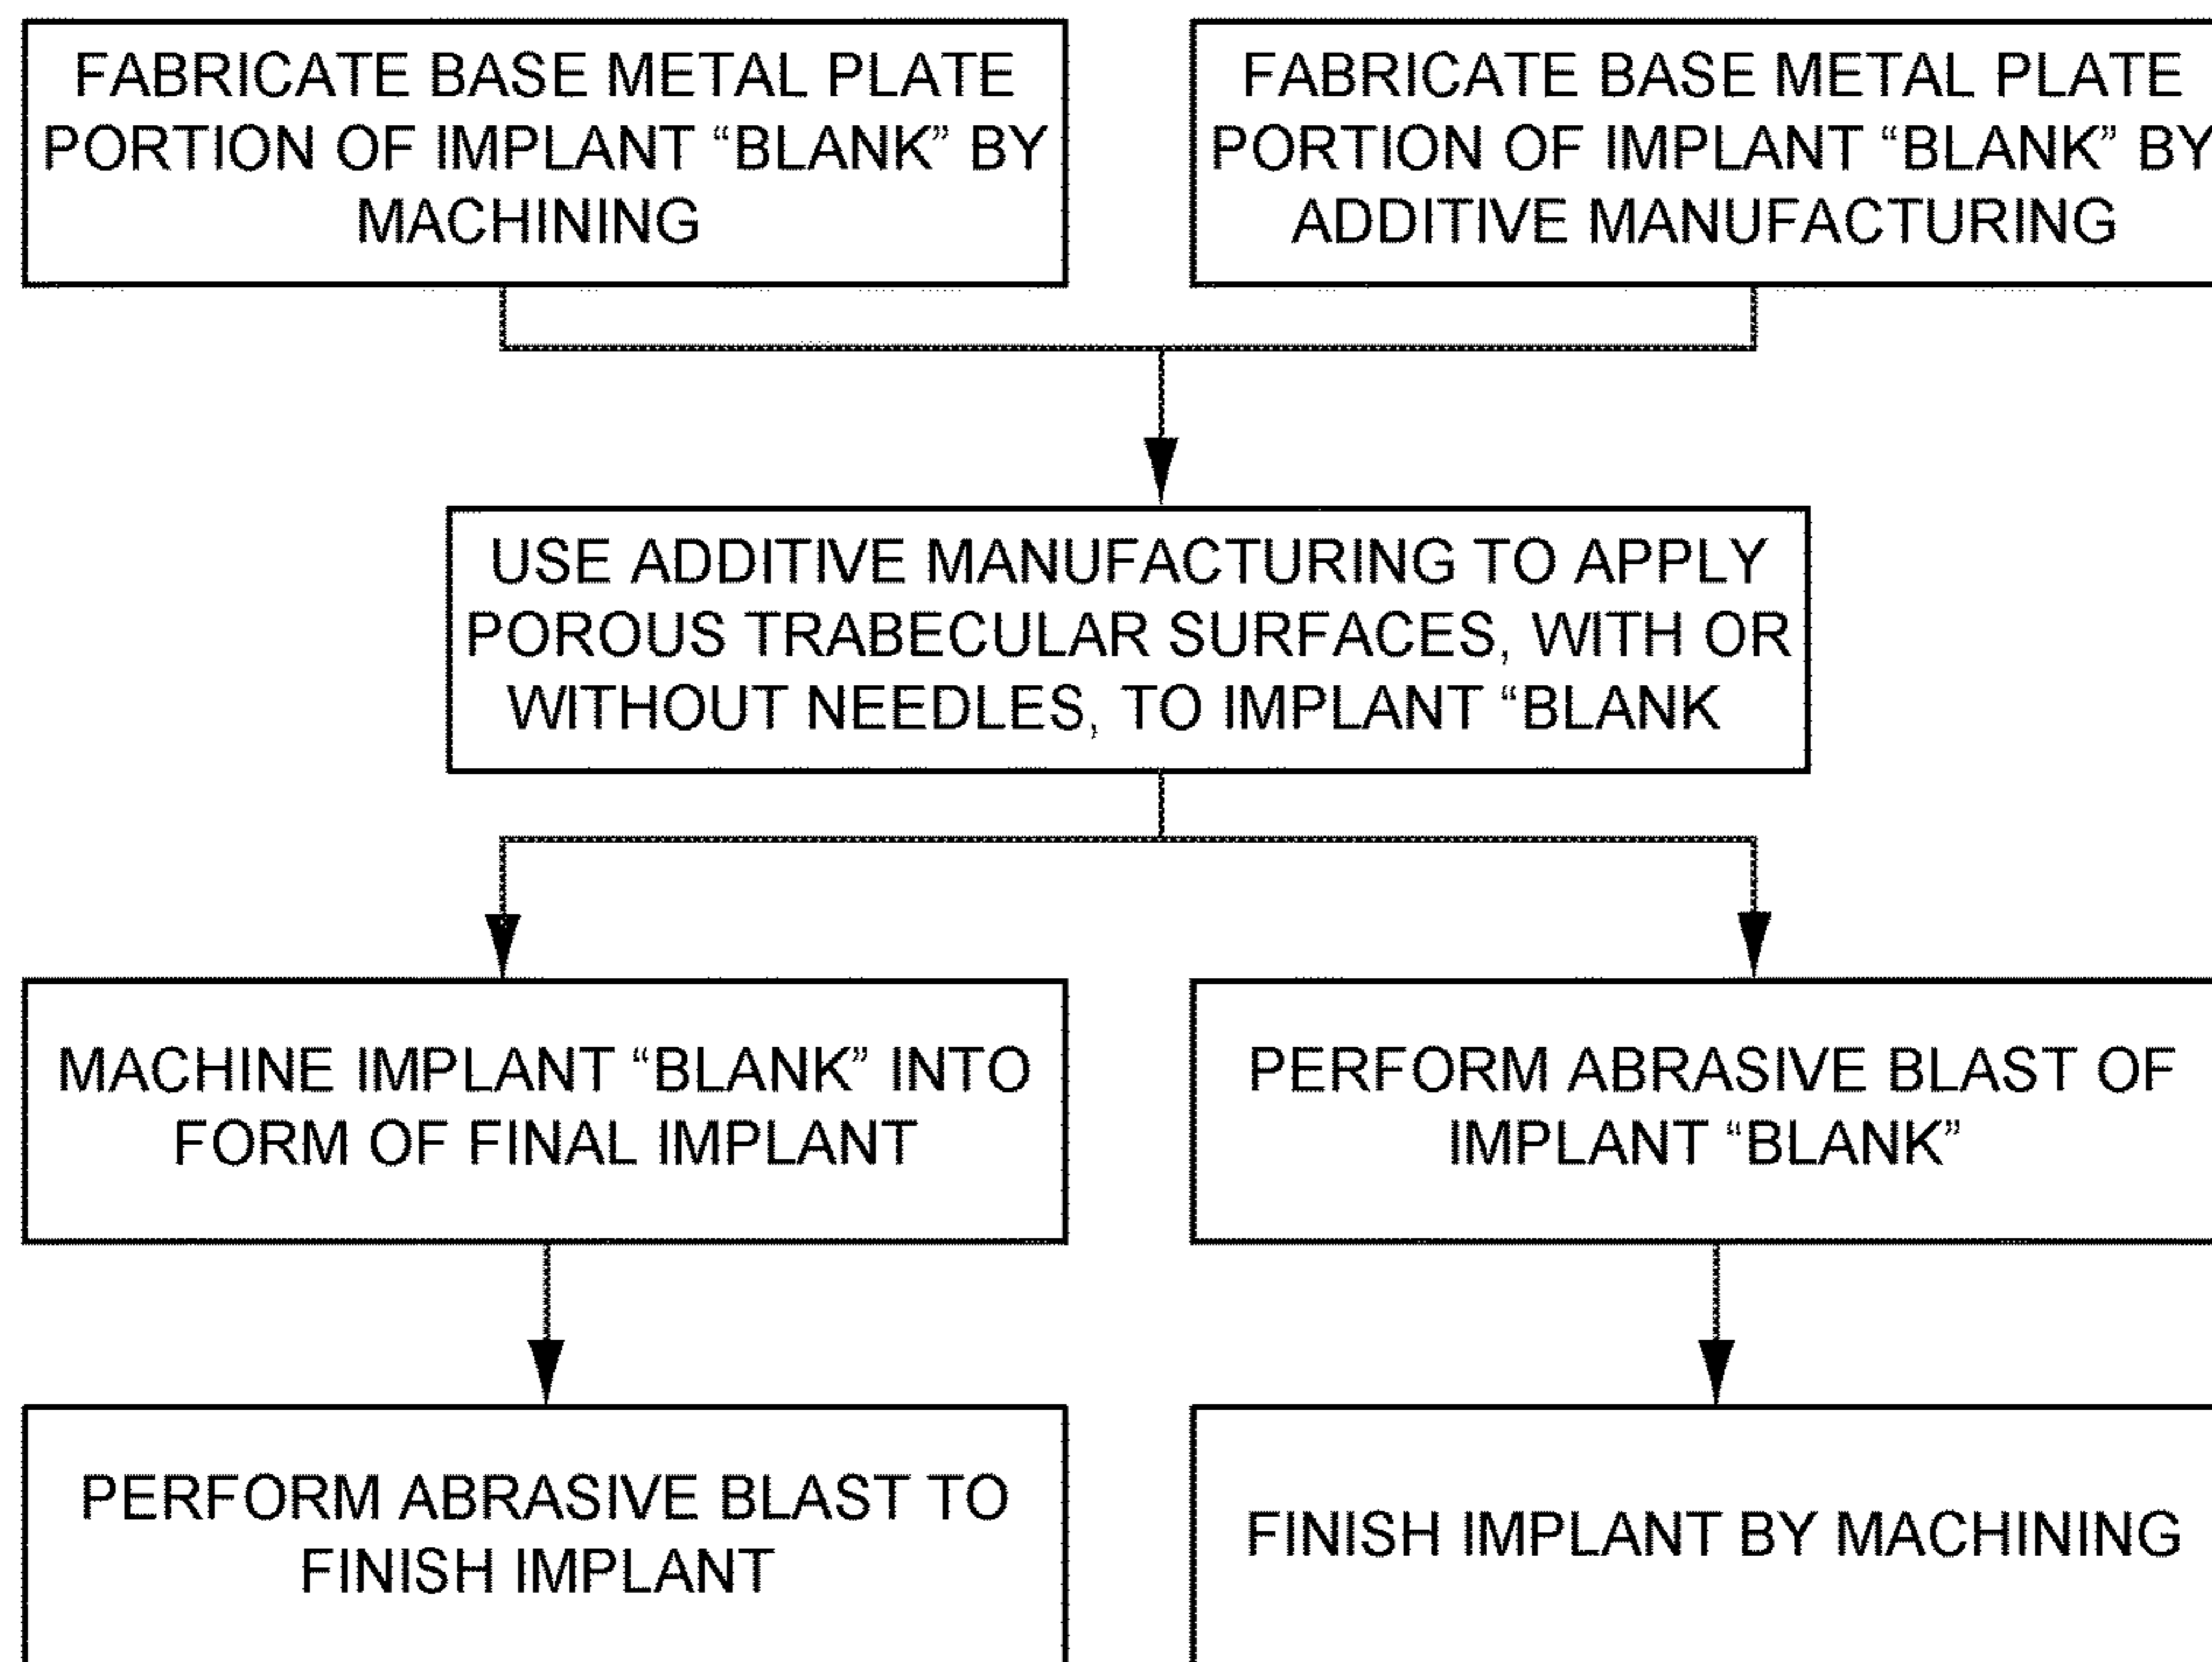 FABRICATE BASE METAL PLATE
PORTION OF IMPLANT “BLANK” BY
MACHINING
FABRICATE BASE METAL PLATE
PORTION OF IMPLANT “BLANK” BY
ADDITIVE MANUFACTURING
USE ADDITIVE MANUFACTURING TO APPLY
POROUS TRABECULAR SURFACES, WITH OR
WITHOUT NEEDLES, TO IMPLANT “BLANK
MACHINE IMPLANT “BLANK” INTO
FORM OF FINAL IMPLANT
PERFORM ABRASIVE BLAST OF
IMPLANT “BLANK”
PERFORM ABRASIVE BLAST TO
FINISH IMPLANT
FINISH IMPLANT BY MACHINING